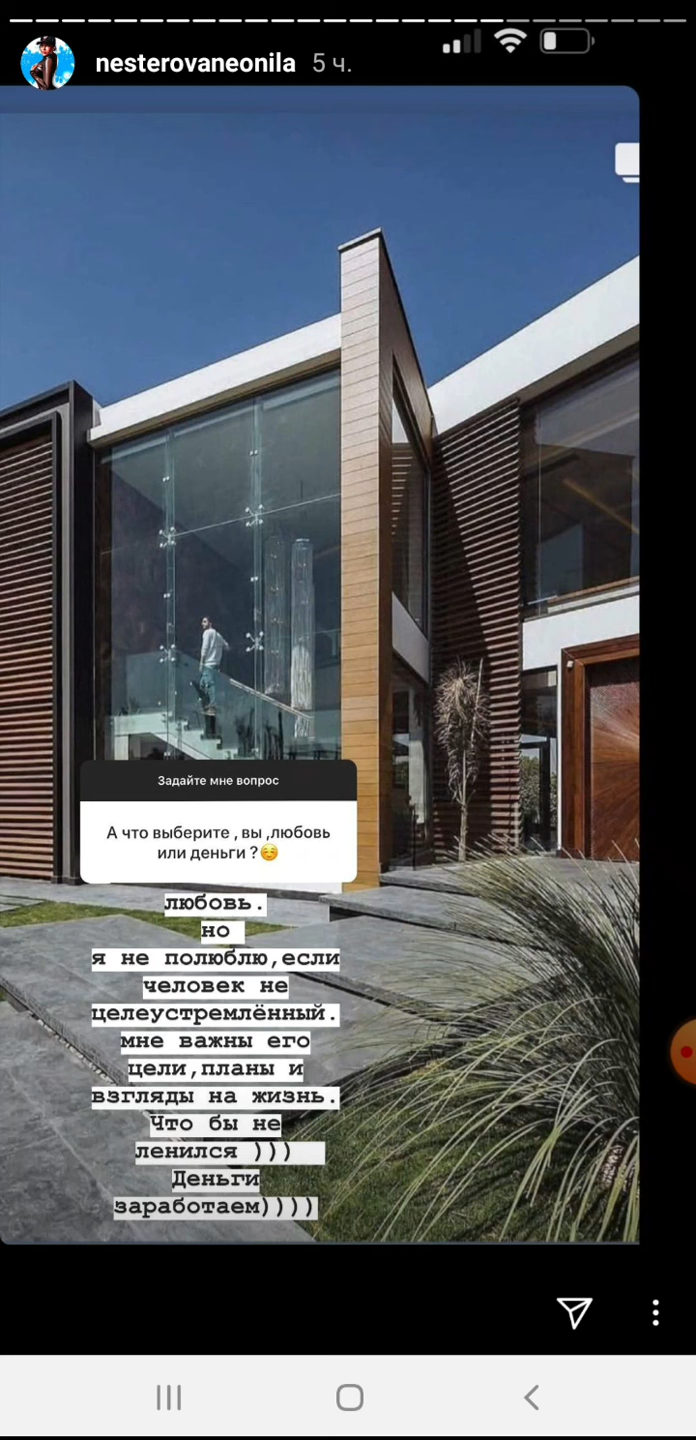 nesterovaneonila 5 ч.
Задайте мне вопрос
А что выберите , вы ,любовь
или деньги ?☺️
любовь.
но
я не полюблю,если
человек не
целеустремлённый.
мне важны его
цели,планы и
взгляды на жизнь.
Что бы не
ленился )))
Деньги
заработаем))))